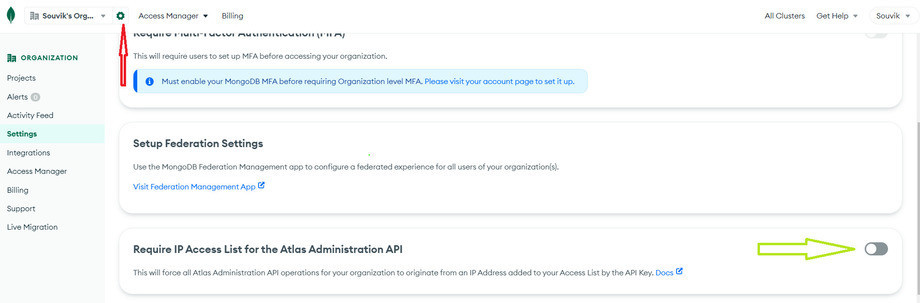 Souvik's Org...
Access Manager
Billing
All Clusters
Get Help
Souvik
ORGANIZATION
Projects
Alerts 0
Activity Feed
Settings
Integrations
Access Manager
Billing
Support
Live Migration
Require Multi-Factor Authentication (MFA)
This will require users to set up MFA before accessing your organization.
Must enable your MongoDB MFA before requiring Organization level MFA. Please visit your account page to set it up.
Setup Federation Settings
Use the MongoDB Federation Management app to configure a federated experience for all users of your organization(s).
Visit Federation Management App
Require IP Access List for the Atlas Administration API
This will force all Atlas Administration API operations for your organization to originate from an IP Address added to your Access List by the API Key. Docs